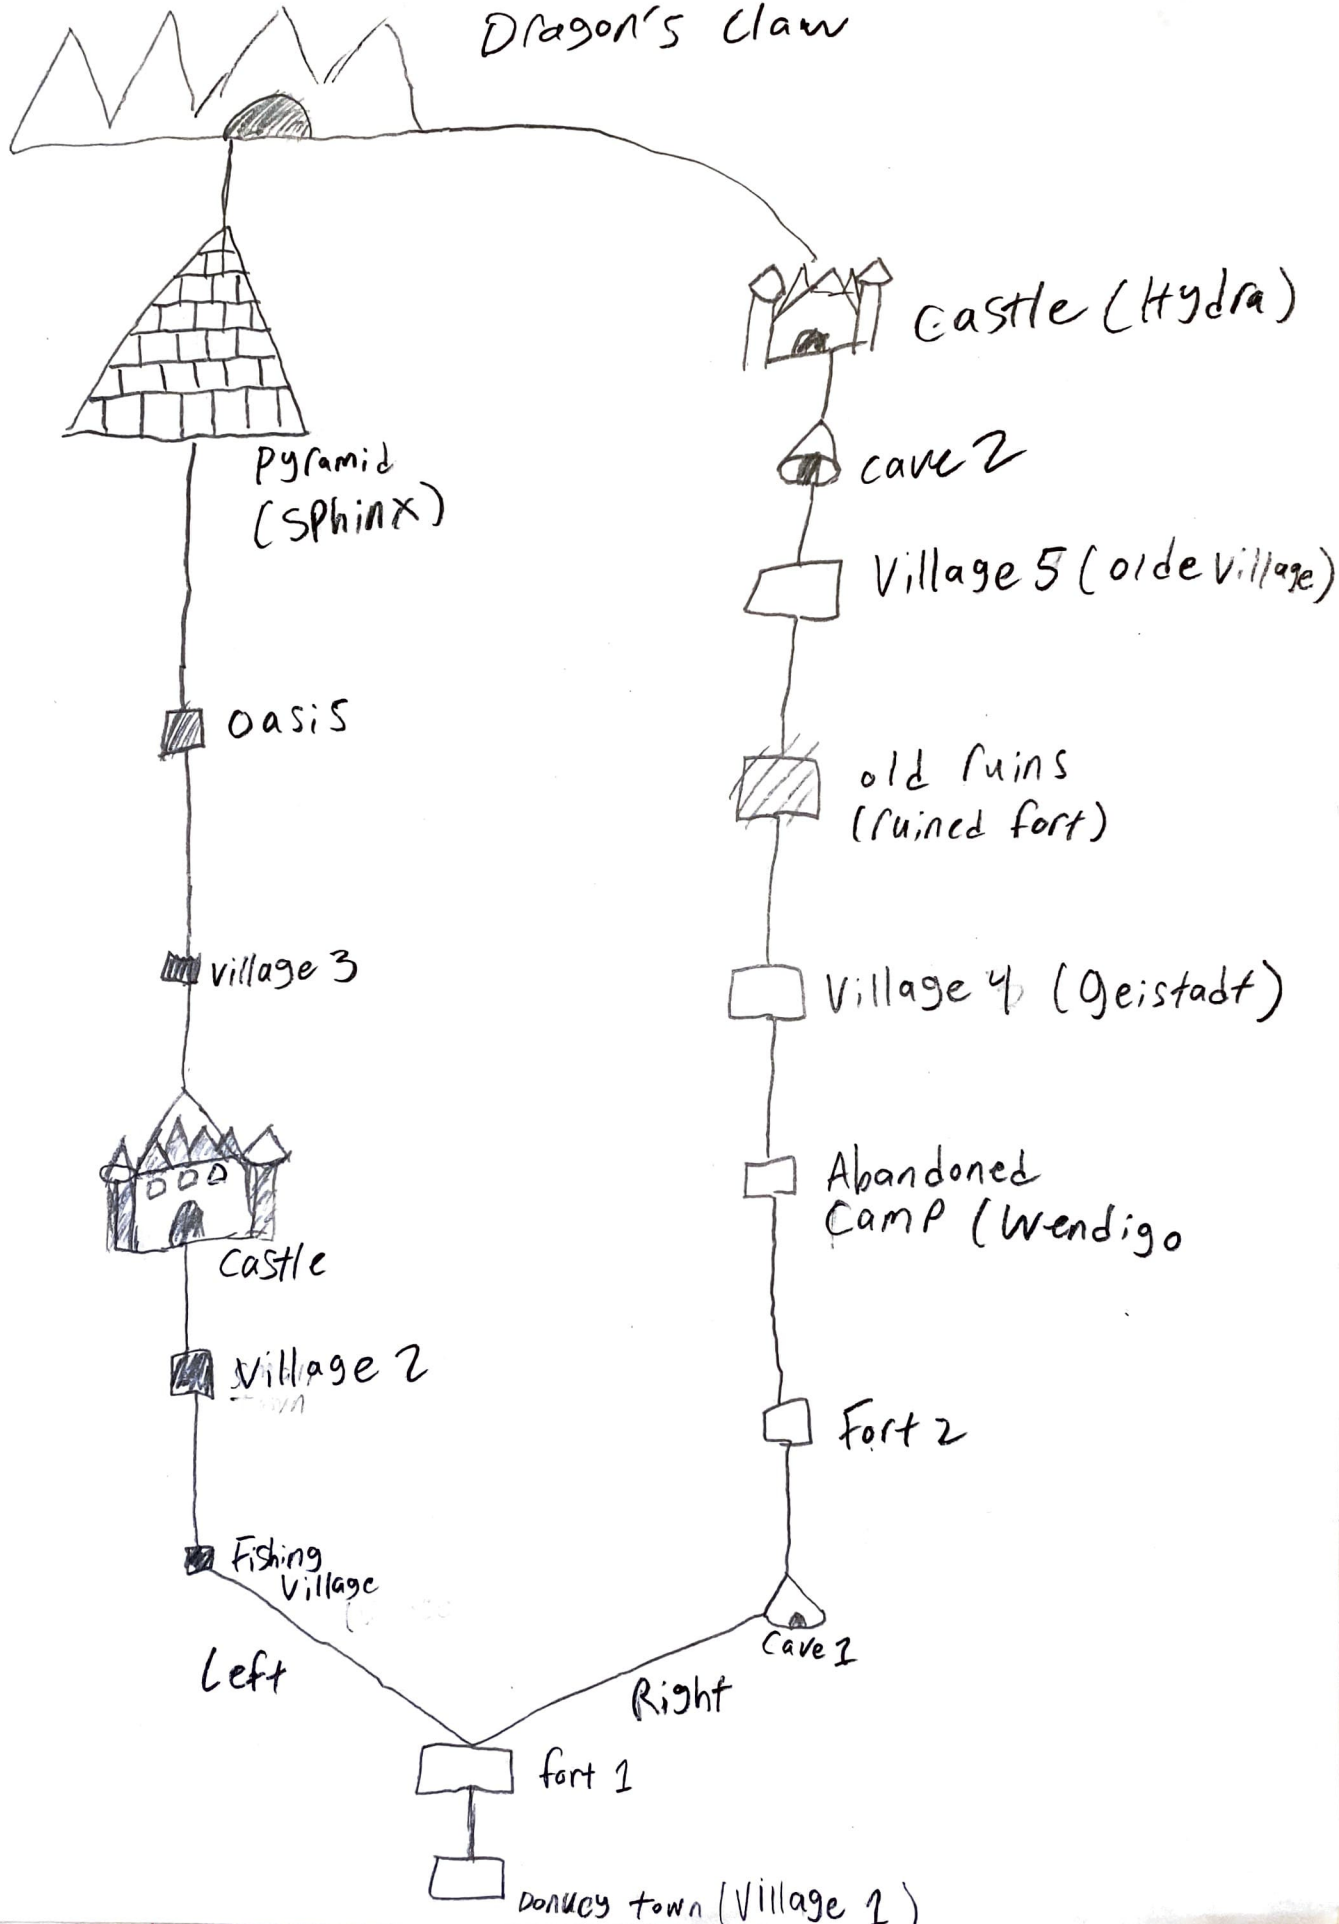 Dragon's Claw
Castle (Hydra)
Pyramid
(Sphinx)
cave 2
Village 5 (olde village)
oasis
old ruins
(ruined fort)
village 3
Village 4 (Geistadt)
Abandoned
Camp (Wendigo
Castle
Village 2
Fort 2
Fishing
Village
Cave 1
Left
Right
fort 1
Donkey town (Village 1)